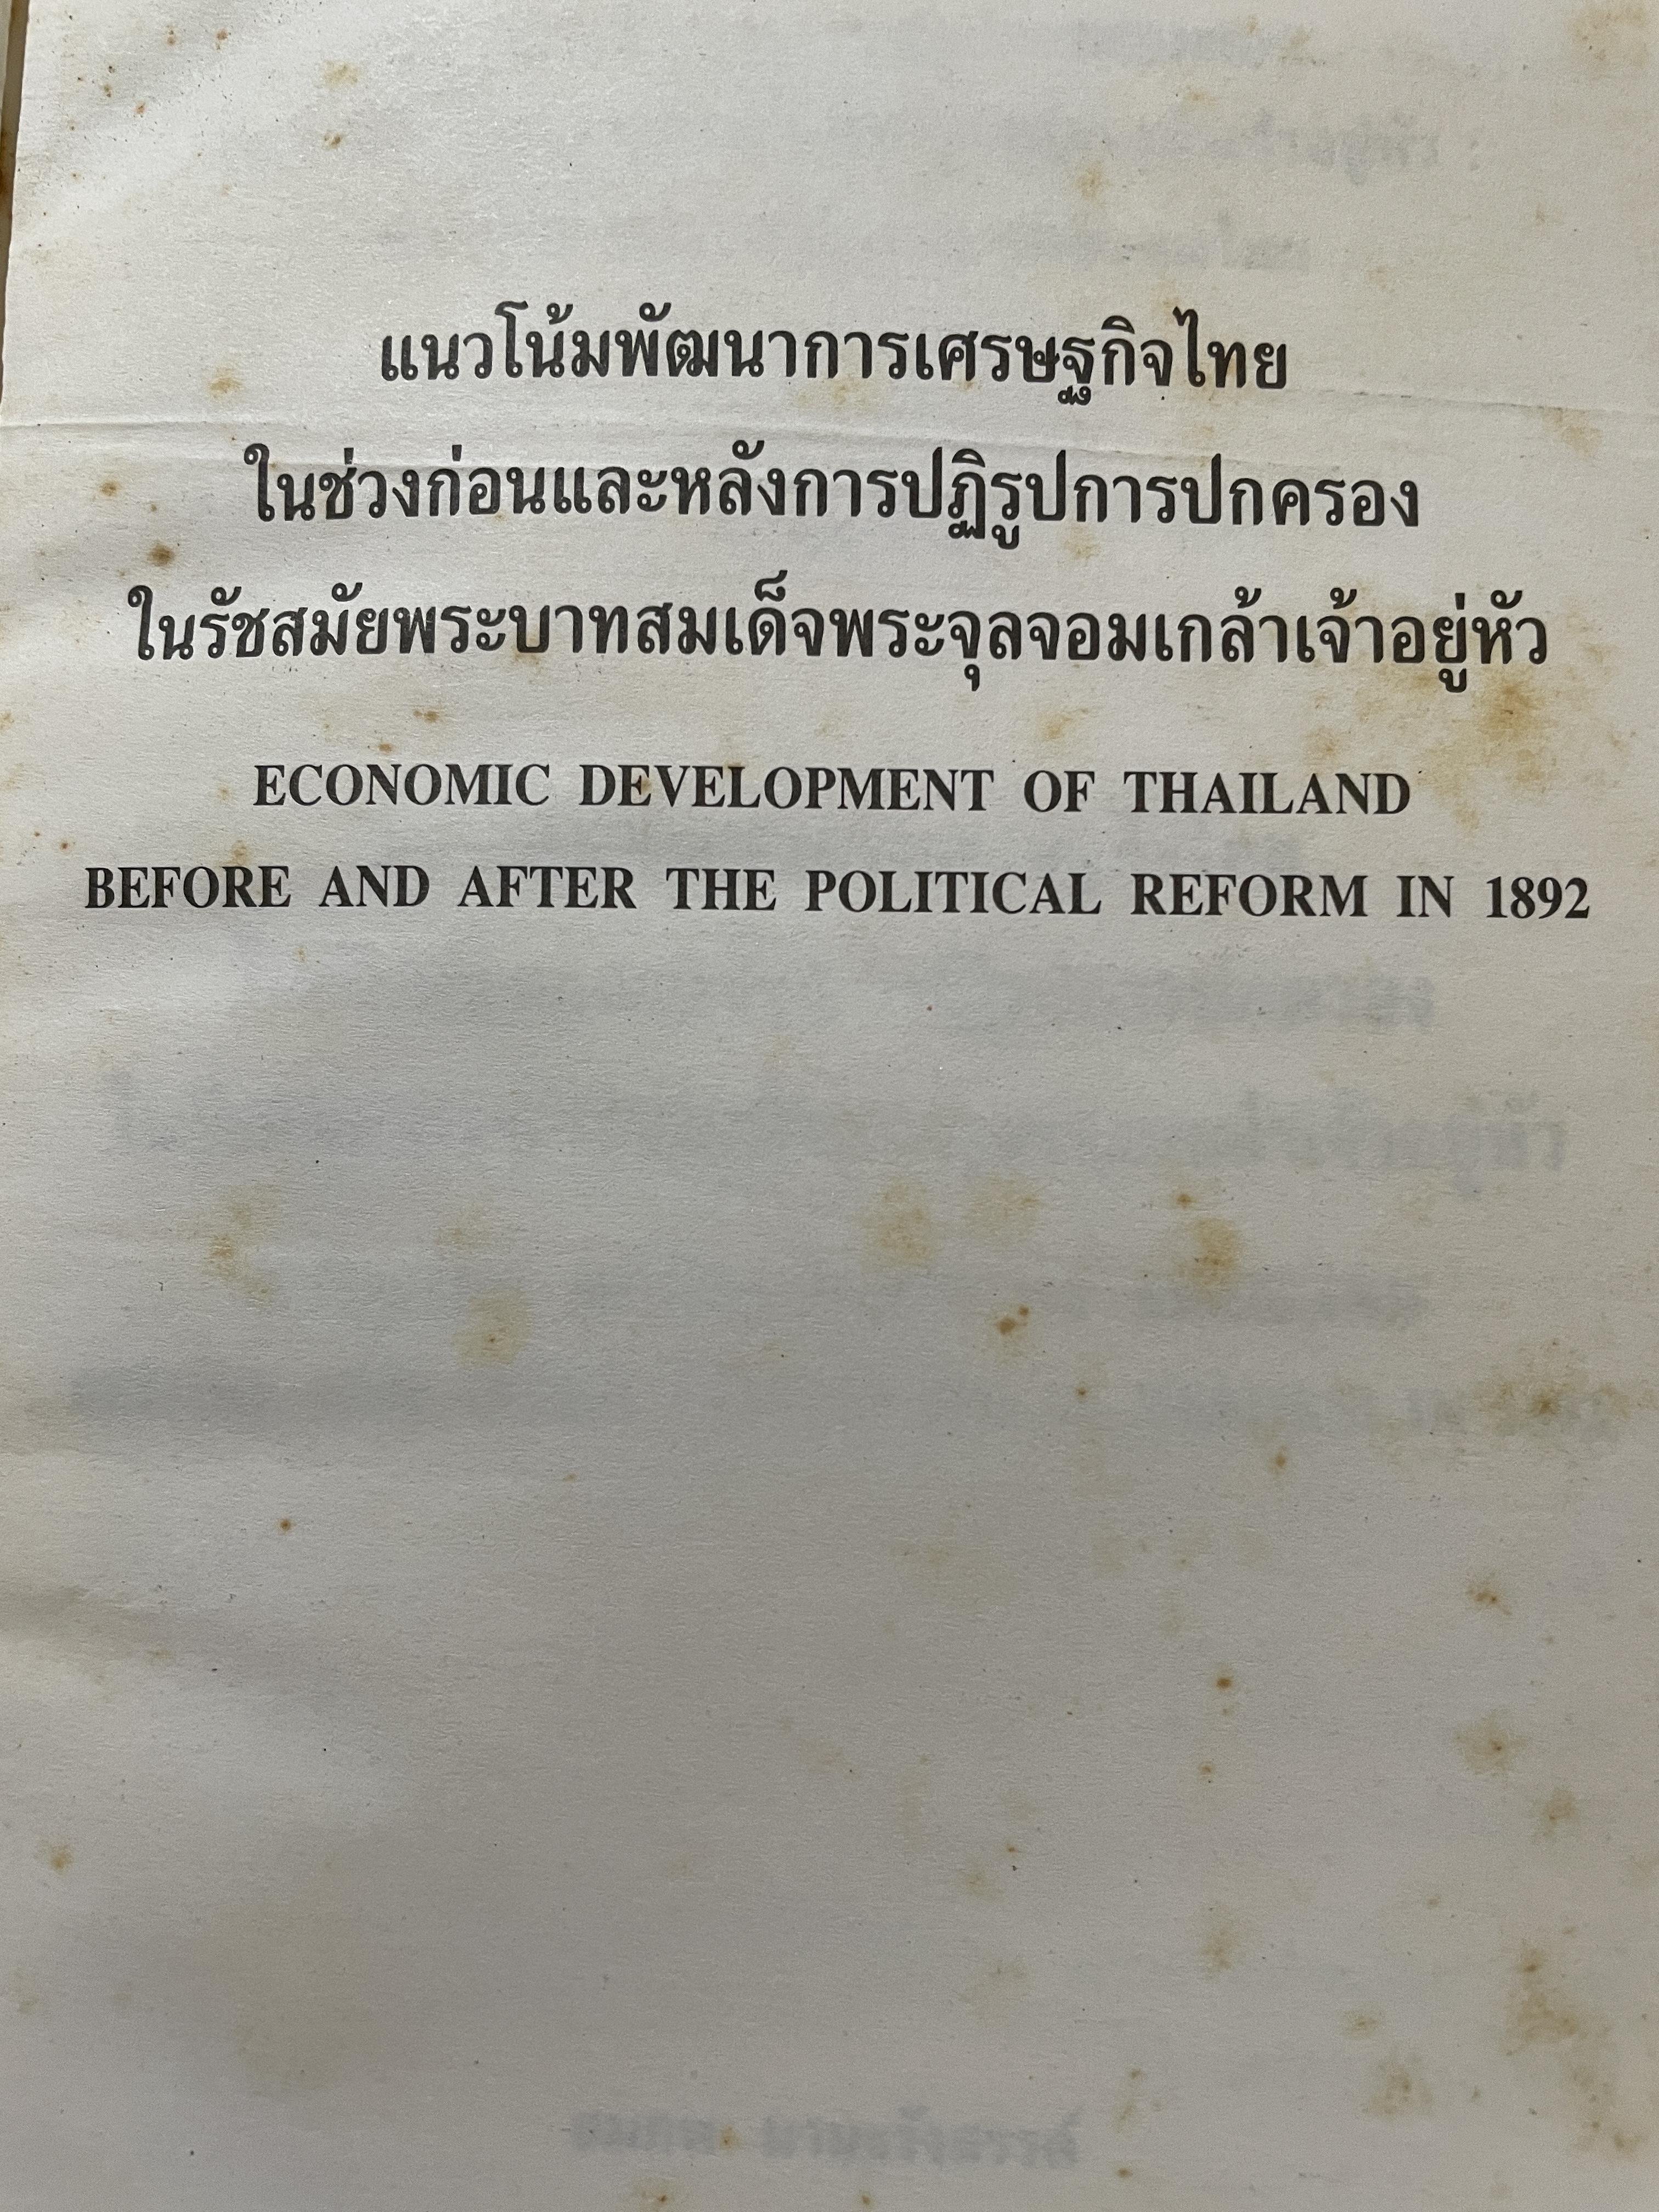 แนวโน้มพัฒนาการเศรษฐกิจไทย
ในช่วงก่อนและหลังการปฏิรูปการปกครอง
ในรัชสมัยพระบาทสมเด็จพระจุลจอมเกล้าเจ้าอยู่หัว
ECONOMIC DEVELOPMENT OF THAILAND
BEFORE AND AFTER THE POLITICAL REFORM IN 1892